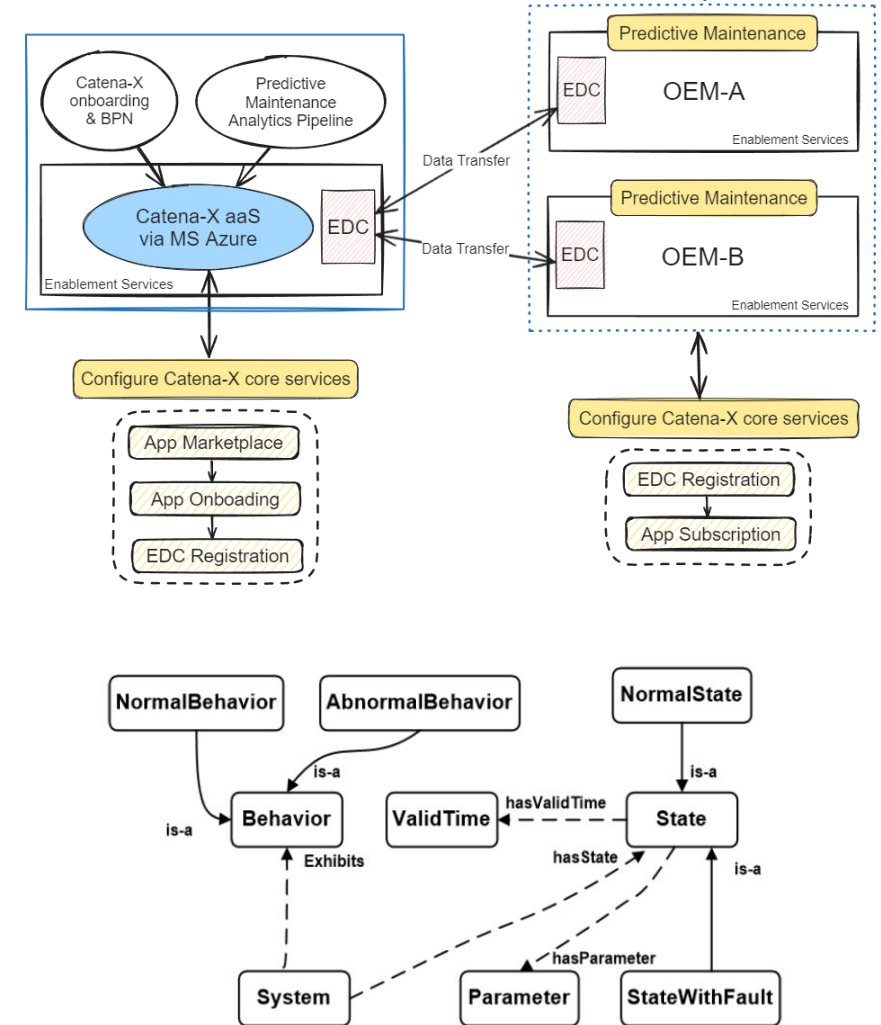 Catena-X
onboarding
& BPN
Predictive
Maintenance
Analytics Pipeline
Catena-X aaS
via MS Azure
EDC
Enablement Services
Data Transfer
Data Transfer
Predictive Maintenance
EDC
OEM-A
Enablement Services
Predictive Maintenance
EDC
OEM-B
Enablement Services
Configure Catena-X core services
App Marketplace
App Onboading
EDC Registration
Configure Catena-X core services
EDC Registration
App Subscription
NormalBehavior
AbnormalBehavior
NormalState
is-a
is-a
is-a
Behavior
ValidTime
hasValidTime
State
Exhibits
hasState
is-a
hasParameter
System
Parameter
StateWithFault